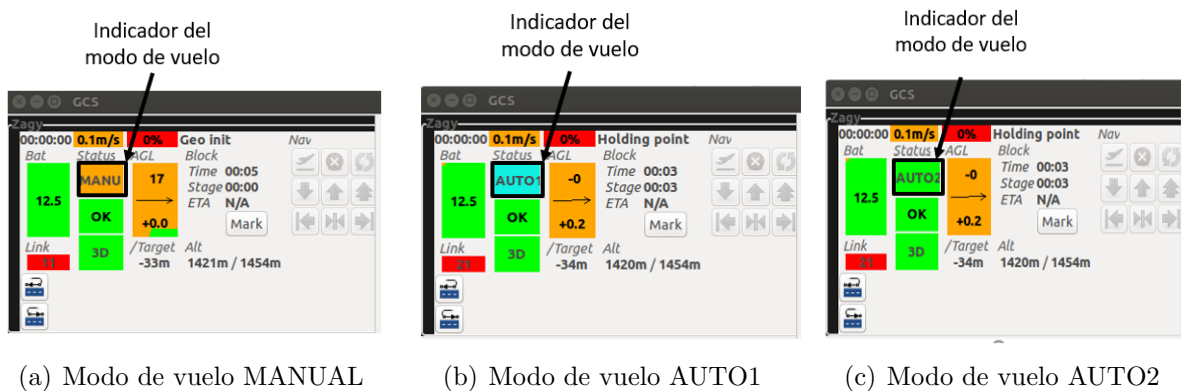 Indicador del
modo de vuelo
GCS
Zagy
00:00:00 0.1m/s 0% Geo init Nav
Bat Status AGL Block
MANU 17 Time 00:05
Stage 00:00
12.5 OK ETA N/A
+0.0 Mark
Link 3D /Target Alt
11 -33m 1421m / 1454m
(a) Modo de vuelo MANUAL
Indicador del
modo de vuelo
GCS
Zagy
00:00:00 0.1m/s 0% Holding point Nav
Bat Status AGL Block
AUTO1 -0 Time 00:03
Stage 00:03
12.5 OK ETA N/A
+0.2 Mark
Link 3D /Target Alt
21 -34m 1420m / 1454m
(b) Modo de vuelo AUTO1
Indicador del
modo de vuelo
GCS
Zagy
00:00:00 0.1m/s 0% Holding point Nav
Bat Status AGL Block
AUTO2 -0 Time 00:03
Stage 00:03
12.5 OK ETA N/A
+0.2 Mark
Link 3D /Target Alt
21 -34m 1420m / 1454m
(c) Modo de vuelo AUTO2